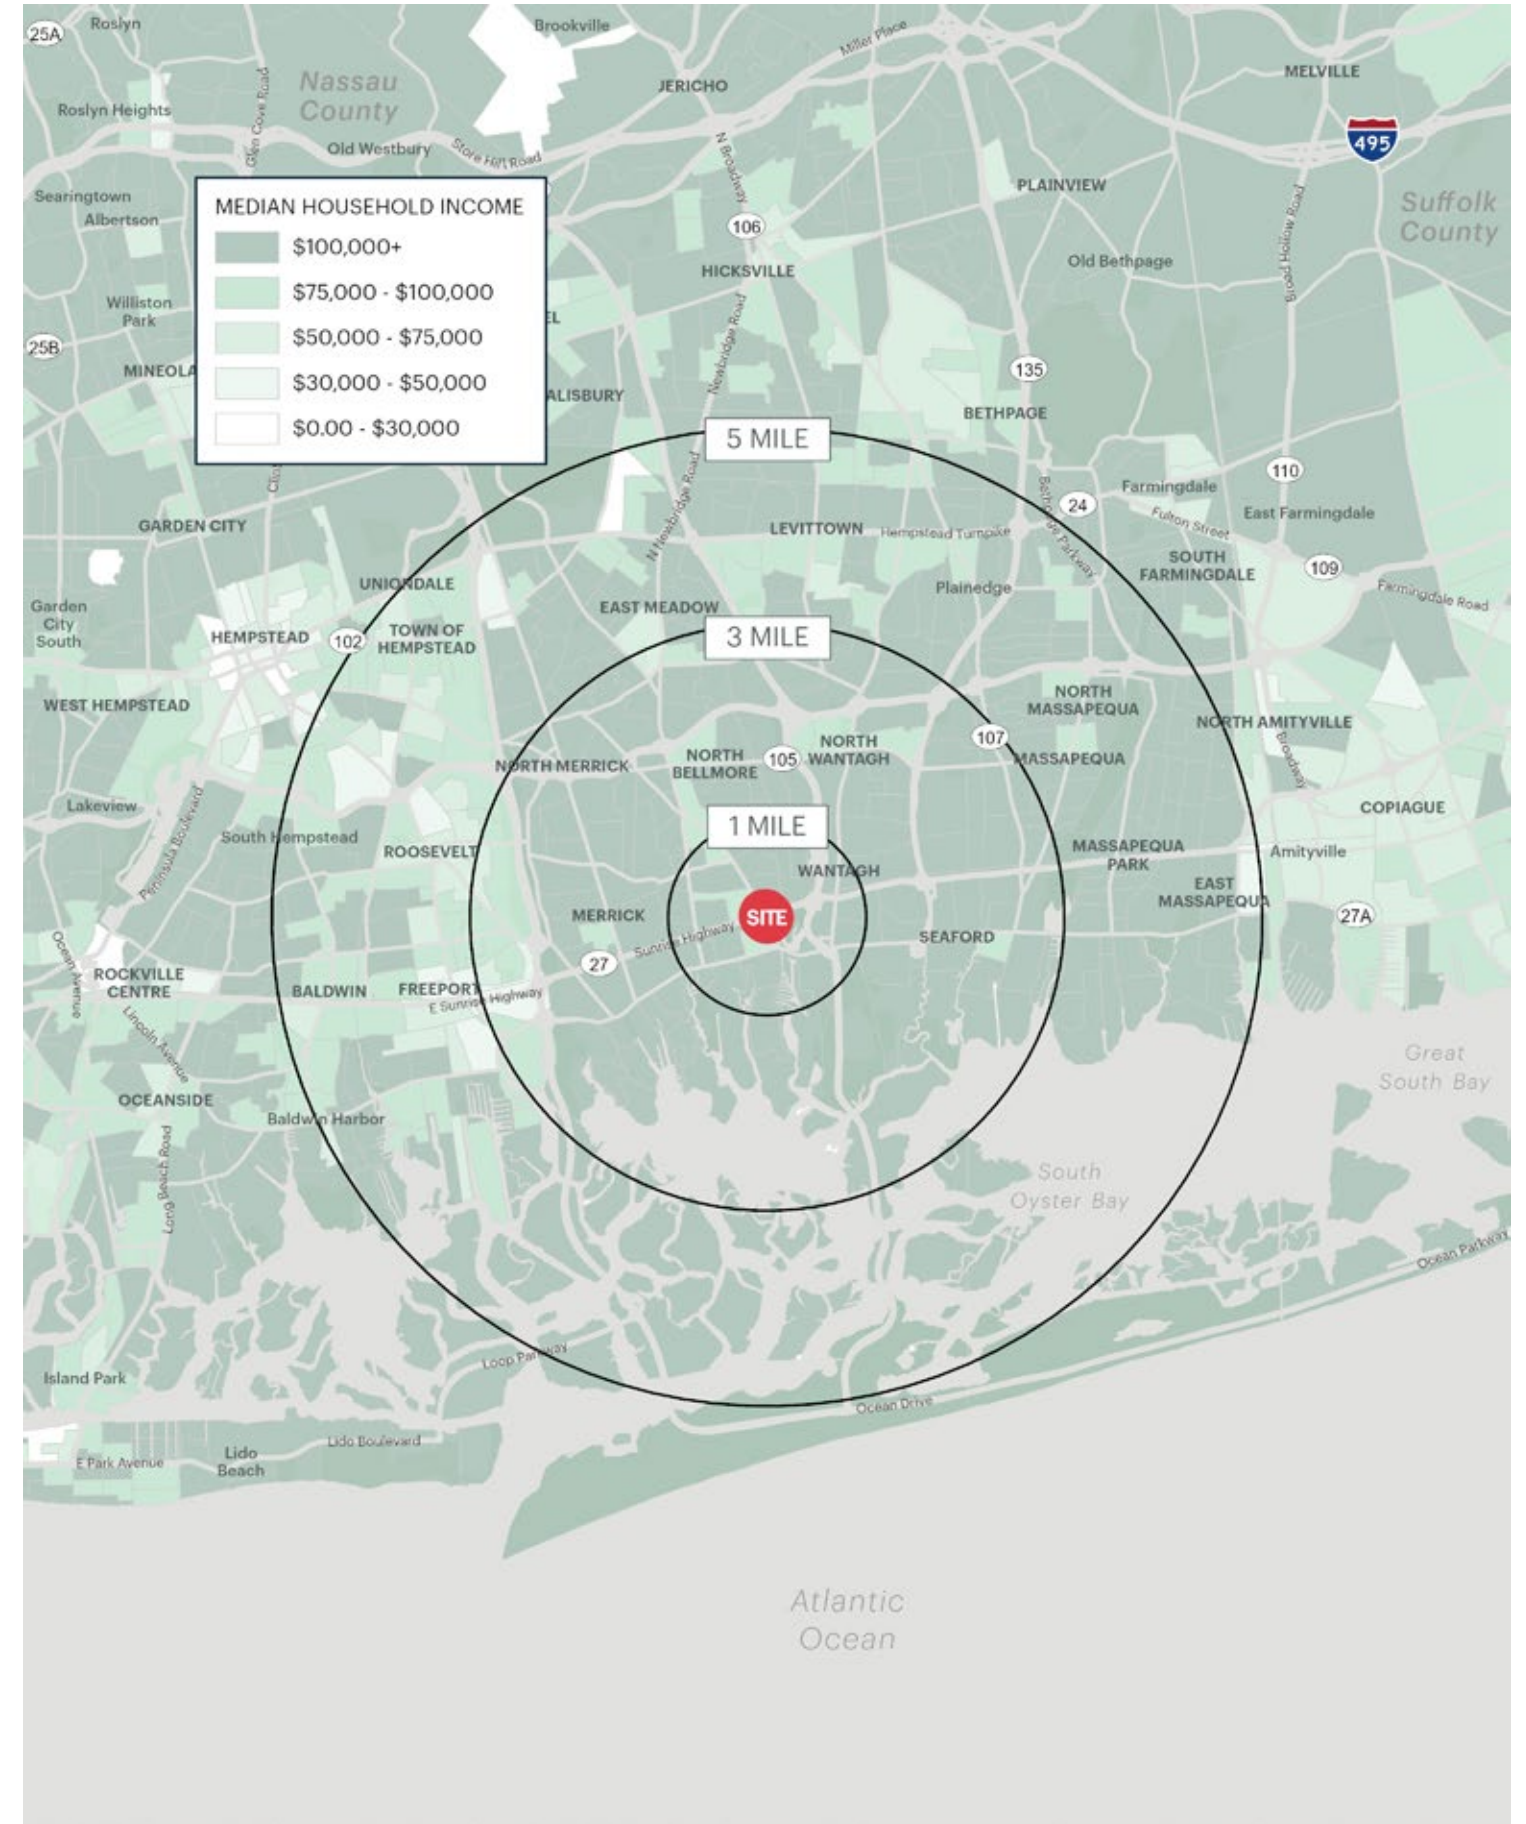 25A
Roslyn
Brookville
Miller Place
MELVILLE
Nassau
County
JERICHO
Roslyn Heights
Glen Cove Road
Old Westbury
Store Hill Road
N Broadway
495
Searingtown
Albertson
PLAINVIEW
Suffolk
County
MEDIAN HOUSEHOLD INCOME
$100,000+
$75,000 - $100,000
$50,000 - $75,000
$30,000 - $50,000
$0.00 - $30,000
106
HICKSVILLE
Old Bethpage
Broad Hollow Road
Williston
Park
25B
EL
MINEOLA
Newbridge Road
135
ALISBURY
BETHPAGE
5 MILE
Clin
N Newbridge Road
110
Farmingdale
24
Bethpage Parkway
GARDEN CITY
LEVITTOWN
Hempstead Turnpike
Fulton Street
East Farmingdale
SOUTH
FARMINGDALE
109
Farmingdale Road
UNIONDALE
Plainedge
Garden
City
South
EAST MEADOW
HEMPSTEAD
102
TOWN OF
HEMPSTEAD
3 MILE
WEST HEMPSTEAD
NORTH
MASSAPEQUA
NORTH AMITYVILLE
Broadway
107
NORTH MERRICK
NORTH
BELLMORE
105
NORTH
WANTAGH
MASSAPEQUA
Lakeview
Peninsula Boulevard
South Hempstead
ROOSEVELT
1 MILE
COPIAGUE
MASSAPEQUA
PARK
Amityville
WANTAGH
EAST
MASSAPEQUA
MERRICK
SITE
27A
Sunrise Highway
SEAFORD
27
Ocean Avenue
ROCKVILLE
CENTRE
BALDWIN
FREEPORT
E Sunrise Highway
Lincoln Avenue
Great
South Bay
OCEANSIDE
Baldwin Harbor
Long Beach Road
South
Oyster Bay
Ocean Parkway
Loop Parkway
Island Park
Ocean Drive
Lido Boulevard
E Park Avenue
Lido
Beach
Atlantic
Ocean